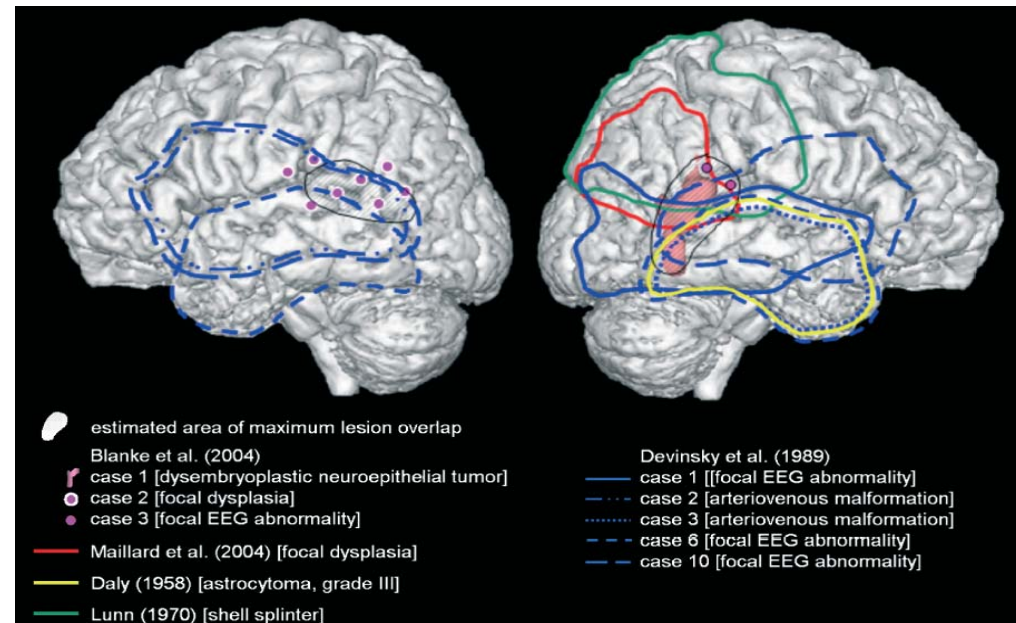 estimated area of maximum lesion overlap
Blanke et al. (2004)
case 1 [dysembryoplastic neuroepithelial tumor]
case 2 [focal dysplasia]
case 3 [focal EEG abnormality]
Maillard et al. (2004) [focal dysplasia]
Daly (1958) [astrocytoma, grade III]
Lunn (1970) [shell splinter]
Devinsky et al. (1989)
case 1 [[focal EEG abnormality]
case 2 [arteriovenous malformation]
case 3 [arteriovenous malformation]
case 6 [focal EEG abnormality]
case 10 [focal EEG abnormality]